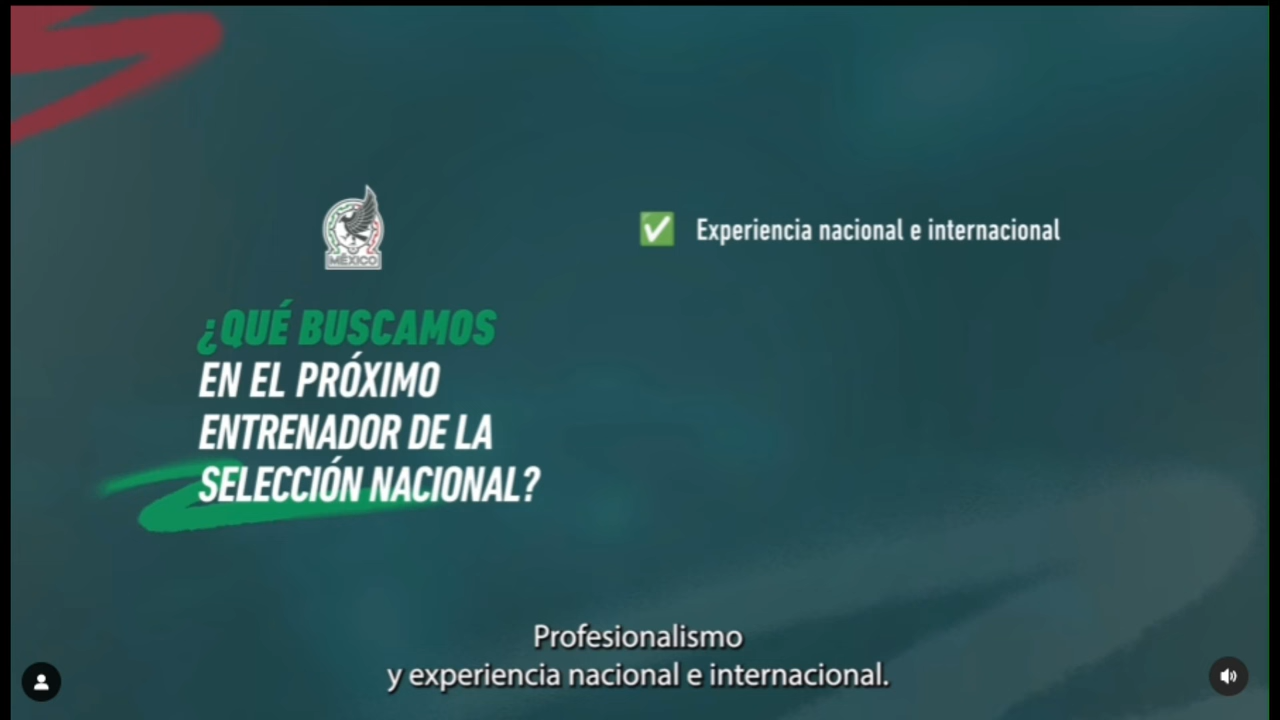 MÉXICO
¿QUÉ BUSCAMOS
EN EL PRÓXIMO
ENTRENADOR DE LA
SELECCIÓN NACIONAL?
✅ Experiencia nacional e internacional
Profesionalismo
y experiencia nacional e internacional.